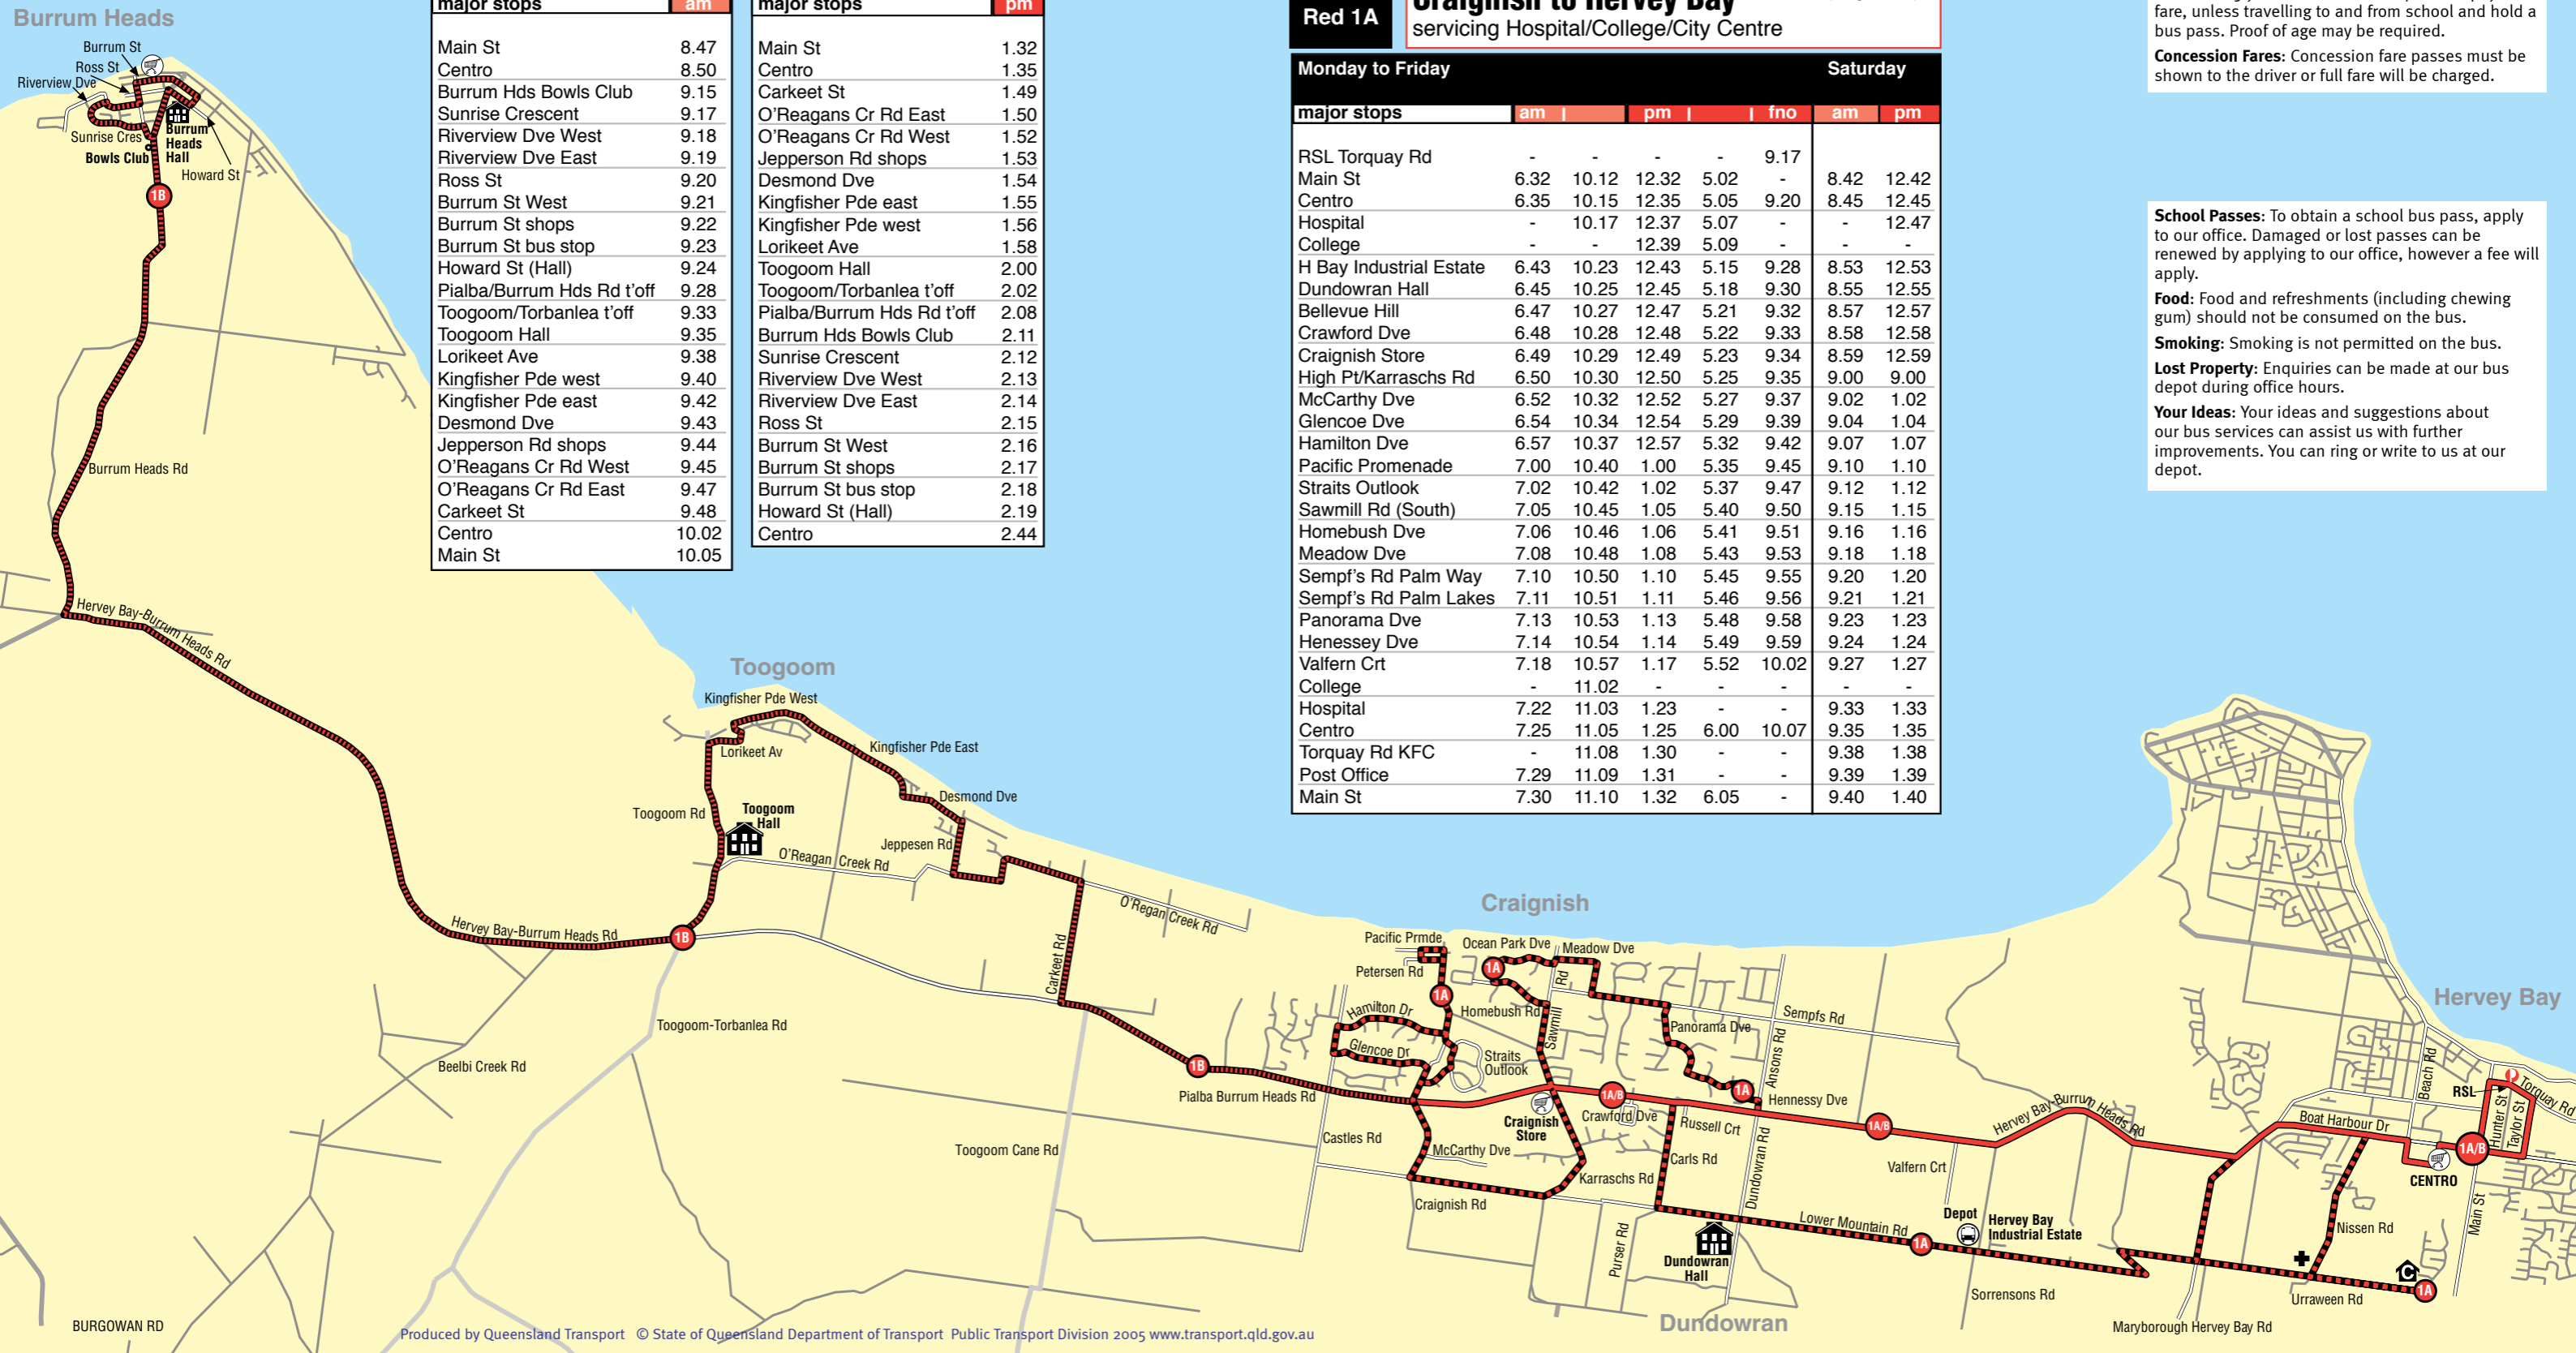 Burrum Heads
Burrum St
Ross St
Riverview Dve
Sunrise Cres
Bowls Club
Burrum
Heads
Hall
Howard St
1B
Burrum Heads Rd
Hervey Bay-Burrum Heads Rd
major stops am
Main St 8.47
Centro 8.50
Burrum Hds Bowls Club 9.15
Sunrise Crescent 9.17
Riverview Dve West 9.18
Riverview Dve East 9.19
Ross St 9.20
Burrum St West 9.21
Burrum St shops 9.22
Burrum St bus stop 9.23
Howard St (Hall) 9.24
Pialba/Burrum Hds Rd t'off 9.28
Toogoom/Torbanlea t'off 9.33
Toogoom Hall 9.35
Lorikeet Ave 9.38
Kingfisher Pde west 9.40
Kingfisher Pde east 9.42
Desmond Dve 9.43
Jepperson Rd shops 9.44
O'Reagans Cr Rd West 9.45
O'Reagans Cr Rd East 9.47
Carkeet St 9.48
Centro 10.02
Main St 10.05
major stops pm
Main St 1.32
Centro 1.35
Carkeet St 1.49
O'Reagans Cr Rd East 1.50
O'Reagans Cr Rd West 1.52
Jepperson Rd shops 1.53
Desmond Dve 1.54
Kingfisher Pde east 1.55
Kingfisher Pde west 1.56
Lorikeet Ave 1.58
Toogoom Hall 2.00
Toogoom/Torbanlea t'off 2.02
Pialba/Burrum Hds Rd t'off 2.08
Burrum Hds Bowls Club 2.11
Sunrise Crescent 2.12
Riverview Dve West 2.13
Riverview Dve East 2.14
Ross St 2.15
Burrum St West 2.16
Burrum St shops 2.17
Burrum St bus stop 2.18
Howard St (Hall) 2.19
Centro 2.44
Red 1A
Craignish to Hervey Bay
servicing Hospital/College/City Centre
Monday to Friday Saturday
major stops am pm fno am pm
RSL Torquay Rd - - - - 9.17
Main St 6.32 10.12 12.32 5.02 - 8.42 12.42
Centro 6.35 10.15 12.35 5.05 9.20 8.45 12.45
Hospital - 10.17 12.37 5.07 - - 12.47
College - - 12.39 5.09 - - -
H Bay Industrial Estate 6.43 10.23 12.43 5.15 9.28 8.53 12.53
Dundowran Hall 6.45 10.25 12.45 5.18 9.30 8.55 12.55
Bellevue Hill 6.47 10.27 12.47 5.21 9.32 8.57 12.57
Crawford Dve 6.48 10.28 12.48 5.22 9.33 8.58 12.58
Craignish Store 6.49 10.29 12.49 5.23 9.34 8.59 12.59
High Pt/Karraschs Rd 6.50 10.30 12.50 5.25 9.35 9.00 9.00
McCarthy Dve 6.52 10.32 12.52 5.27 9.37 9.02 1.02
Glencoe Dve 6.54 10.34 12.54 5.29 9.39 9.04 1.04
Hamilton Dve 6.57 10.37 12.57 5.32 9.42 9.07 1.07
Pacific Promenade 7.00 10.40 1.00 5.35 9.45 9.10 1.10
Straits Outlook 7.02 10.42 1.02 5.37 9.47 9.12 1.12
Sawmill Rd (South) 7.05 10.45 1.05 5.40 9.50 9.15 1.15
Homebush Dve 7.06 10.46 1.06 5.41 9.51 9.16 1.16
Meadow Dve 7.08 10.48 1.08 5.43 9.53 9.18 1.18
Sempf's Rd Palm Way 7.10 10.50 1.10 5.45 9.55 9.20 1.20
Sempf's Rd Palm Lakes 7.11 10.51 1.11 5.46 9.56 9.21 1.21
Panorama Dve 7.13 10.53 1.13 5.48 9.58 9.23 1.23
Henessey Dve 7.14 10.54 1.14 5.49 9.59 9.24 1.24
Valfern Crt 7.18 10.57 1.17 5.52 10.02 9.27 1.27
College - 11.02 - - - - -
Hospital 7.22 11.03 1.23 - - 9.33 1.33
Centro 7.25 11.05 1.25 6.00 10.07 9.35 1.35
Torquay Rd KFC - 11.08 1.30 - - 9.38 1.38
Post Office 7.29 11.09 1.31 - - 9.39 1.39
Main St 7.30 11.10 1.32 6.05 - 9.40 1.40
fare, unless travelling to and from school and hold a
bus pass. Proof of age may be required.
Concession Fares: Concession fare passes must be
shown to the driver or full fare will be charged.
School Passes: To obtain a school bus pass, apply
to our office. Damaged or lost passes can be
renewed by applying to our office, however a fee will
apply.
Food: Food and refreshments (including chewing
gum) should not be consumed on the bus.
Smoking: Smoking is not permitted on the bus.
Lost Property: Enquiries can be made at our bus
depot during office hours.
Your Ideas: Your ideas and suggestions about
our bus services can assist us with further
improvements. You can ring or write to us at our
depot.
Toogoom
Kingfisher Pde West
Lorikeet Av
Kingfisher Pde East
Desmond Dve
Toogoom Rd
Toogoom
Hall
Jeppesen Rd
O'Reagan Creek Rd
O'Regan Creek Rd
Hervey Bay-Burrum Heads Rd
1B
Carkeet Rd
Toogoom-Torbanlea Rd
Beelbi Creek Rd
1B
Pialba Burrum Heads Rd
Toogoom Cane Rd
Craignish
Pacific Prmde
Ocean Park Dve
Meadow Dve
Petersen Rd
1A
1A
Hamilton Dr
Homebush Rd
Sawmill
Rd
Glencoe Dr
Straits
Outlook
Panorama Dve
Sempfs Rd
Ansons Rd
1A
Hennessy Dve
1A/B
Crawford Dve
Craignish
Store
Russell Crt
Castles Rd
McCarthy Dve
Karraschs Rd
Carls Rd
Dundowran Rd
Craignish Rd
Purser Rd
Dundowran
Hall
Lower Mountain Rd
1A
1A/B
Hervey Bay-Burrum Heads Rd
Valfern Crt
Depot
Hervey Bay
Industrial Estate
Sorrensons Rd
Dundowran
Hervey Bay
Beach Rd
RSL
Torquay Rd
Hunter St
Taylor St
Boat Harbour Dr
1A/B
CENTRO
Main St
Nissen Rd
C
1A
Urraween Rd
Maryborough Hervey Bay Rd
BURGOWAN RD
Produced by Queensland Transport © State of Queensland Department of Transport Public Transport Division 2005 www.transport.qld.gov.au